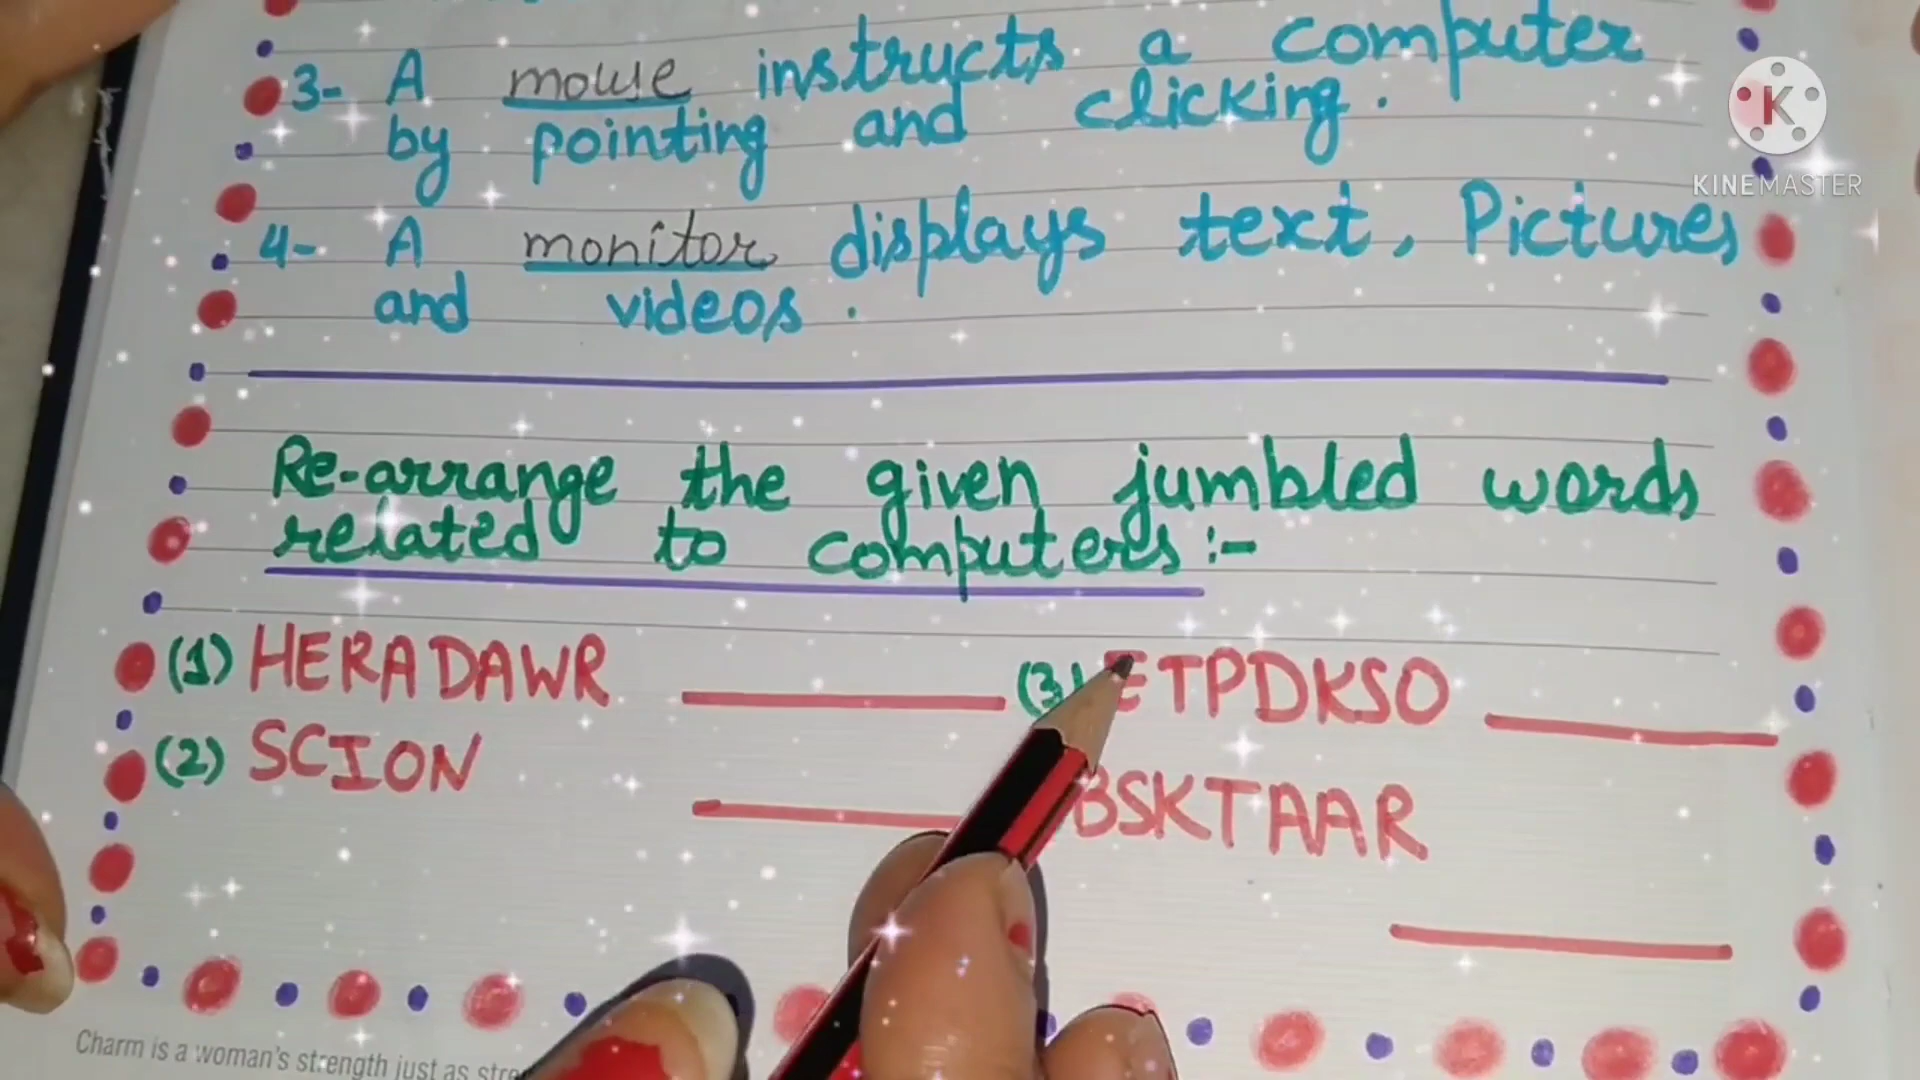 3- A mouse instructs a computer
by pointing and clicking.
KINEMASTER
4- A monitor displays text, Pictures
and videos.
Re-arrange the given jumbled words
related to computers:-
(1) HERADAWR
(3) ETPDKSO
(2) SCION
BSKTAAR
Charm is a woman's strength just as